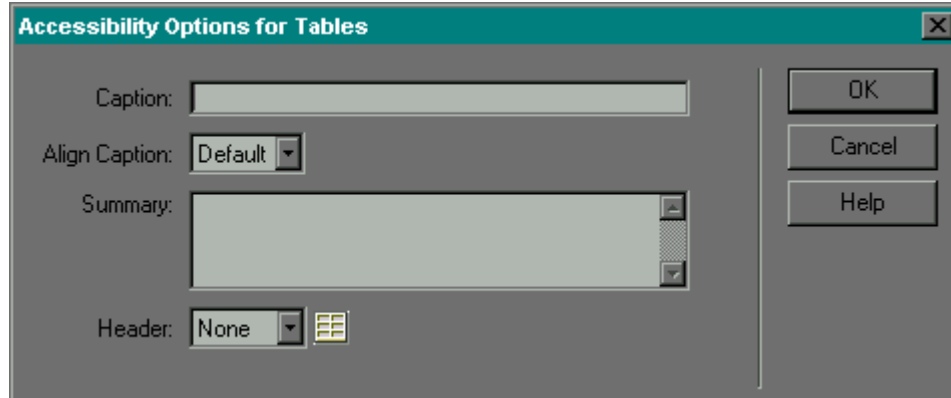 Accessibility Options for Tables
Caption:
OK
Align Caption: Default
Cancel
Summary:
Help
Header: None